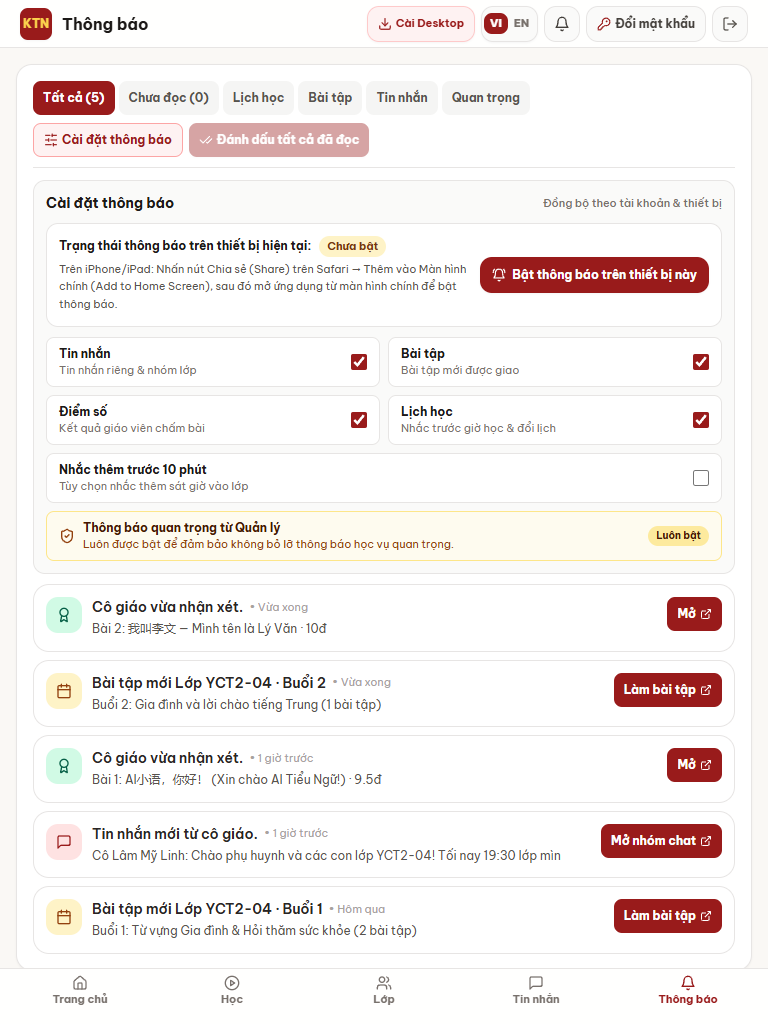 KTN Thông báo Cài Desktop VI EN Đổi mật khẩu
Tất cả (5) Chưa đọc (0) Lịch học Bài tập Tin nhắn Quan trọng
Cài đặt thông báo Đánh dấu tất cả đã đọc
Cài đặt thông báo Đồng bộ theo tài khoản & thiết bị
Trạng thái thông báo trên thiết bị hiện tại: Chưa bật
Trên iPhone/iPad: Nhấn nút Chia sẻ (Share) trên Safari → Thêm vào Màn hình
chính (Add to Home Screen), sau đó mở ứng dụng từ màn hình chính để bật
thông báo.
Bật thông báo trên thiết bị này
Tin nhắn
Tin nhắn riêng & nhóm lớp
Bài tập
Bài tập mới được giao
Điểm số
Kết quả giáo viên chấm bài
Lịch học
Nhắc trước giờ học & đổi lịch
Nhắc thêm trước 10 phút
Tùy chọn nhắc thêm sát giờ vào lớp
Thông báo quan trọng từ Quản lý
Luôn được bật để đảm bảo không bỏ lỡ thông báo học vụ quan trọng.
Luôn bật
Cô giáo vừa nhận xét. • Vừa xong
Bài 2: 我叫李文 — Mình tên là Lý Văn · 10đ
Mở
Bài tập mới Lớp YCT2-04 · Buổi 2 • Vừa xong
Buổi 2: Gia đình và lời chào tiếng Trung (1 bài tập)
Làm bài tập
Cô giáo vừa nhận xét. • 1 giờ trước
Bài 1: AI小语，你好！ (Xin chào AI Tiểu Ngữ!) · 9.5đ
Mở
Tin nhắn mới từ cô giáo. • 1 giờ trước
Cô Lâm Mỹ Linh: Chào phụ huynh và các con lớp YCT2-04! Tối nay 19:30 lớp mìn
Mở nhóm chat
Bài tập mới Lớp YCT2-04 · Buổi 1 • Hôm qua
Buổi 1: Từ vựng Gia đình & Hỏi thăm sức khỏe (2 bài tập)
Làm bài tập
Trang chủ Học Lớp Tin nhắn Thông báo